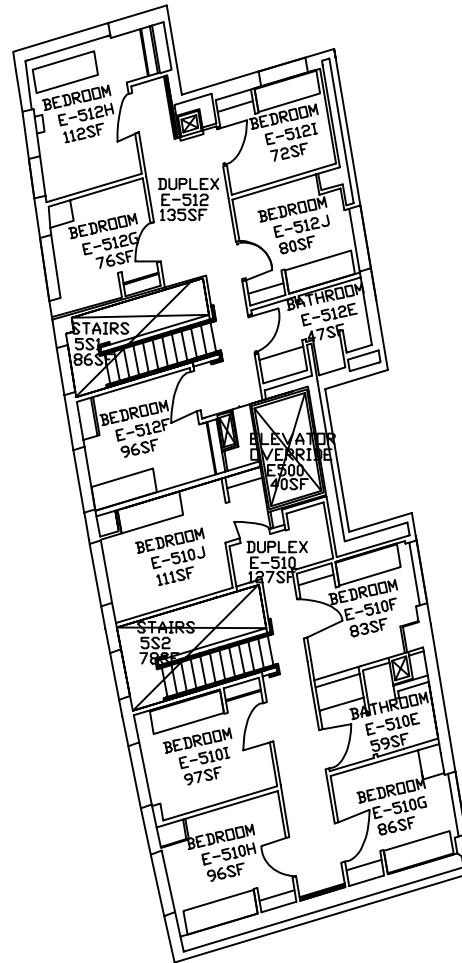 BEDROOM
E-512H
112SF
BEDROOM
E-512I
72SF
DUPLEX
E-512
135SF
BEDROOM
E-512G
76SF
BEDROOM
E-512J
80SF
BATHROOM
E-512E
47SF
STAIRS
5S1
86SF
BEDROOM
E-512F
96SF
ELEVATOR
OVERRIDE
E500
40SF
BEDROOM
E-510J
111SF
DUPLEX
E-510
127SF
BEDROOM
E-510F
83SF
STAIRS
5S2
78SF
BATHROOM
E-510E
59SF
BEDROOM
E-510I
97SF
BEDROOM
E-510G
86SF
BEDROOM
E-510H
96SF